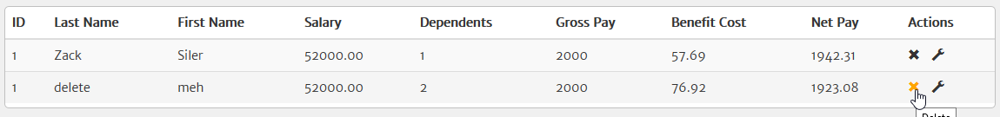 ID Last Name First Name Salary Dependents Gross Pay Benefit Cost Net Pay Actions
1 Zack Siler 52000.00 1 2000 57.69 1942.31
1 delete meh 52000.00 2 2000 76.92 1923.08